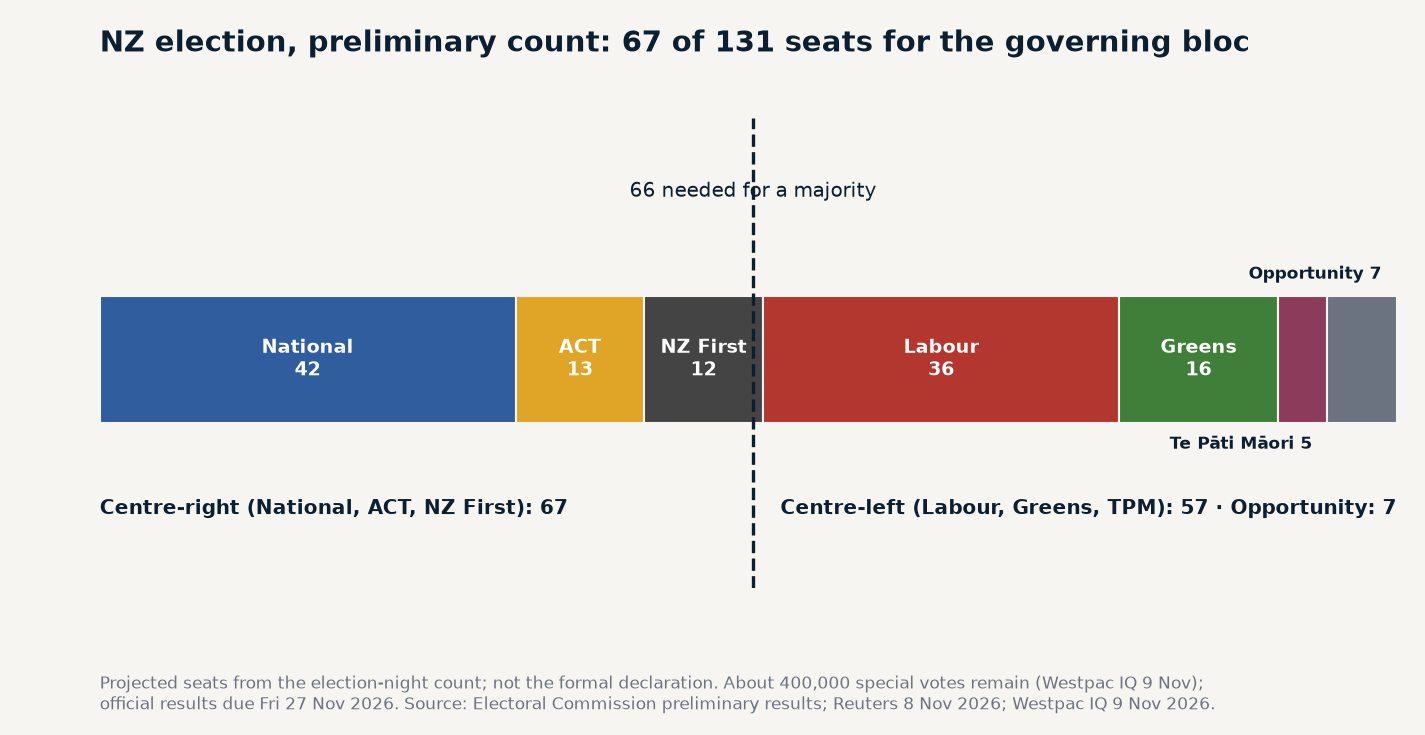 NZ election, preliminary count: 67 of 131 seats for the governing bloc
66 needed for a majority
Opportunity 7
National
42
ACT
13
NZ First
12
Labour
36
Greens
16
Te Pāti Māori 5
Centre-right (National, ACT, NZ First): 67
Centre-left (Labour, Greens, TPM): 57 · Opportunity: 7
Projected seats from the election-night count; not the formal declaration. About 400,000 special votes remain (Westpac IQ 9 Nov);
official results due Fri 27 Nov 2026. Source: Electoral Commission preliminary results; Reuters 8 Nov 2026; Westpac IQ 9 Nov 2026.